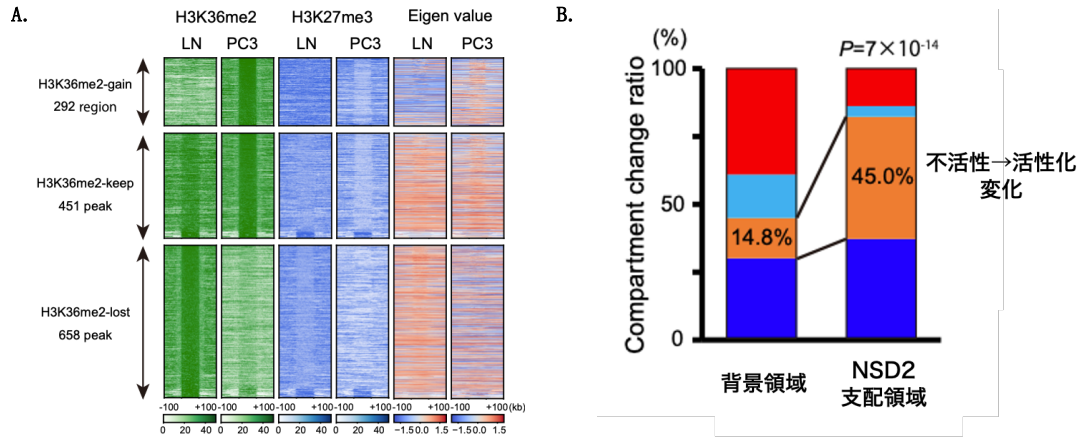 A.
H3K36me2 H3K27me3 Eigen value
LN PC3 LN PC3 LN PC3
H3K36me2-gain
292 region
H3K36me2-keep
451 peak
H3K36me2-lost
658 peak
-100 +100 -100 +100 -100 +100 -100 +100 -100 +100 -100 +100 (kb)
0 20 40 0 20 40 0 20 40 0 20 40 -1.5 0.0 1.5 -1.5 0.0 1.5
B.
(%)
P=7×10-14
100
50
0
Compartment change ratio
14.8%
45.0%
不活性→活性化
変化
背景領域
NSD2
支配領域